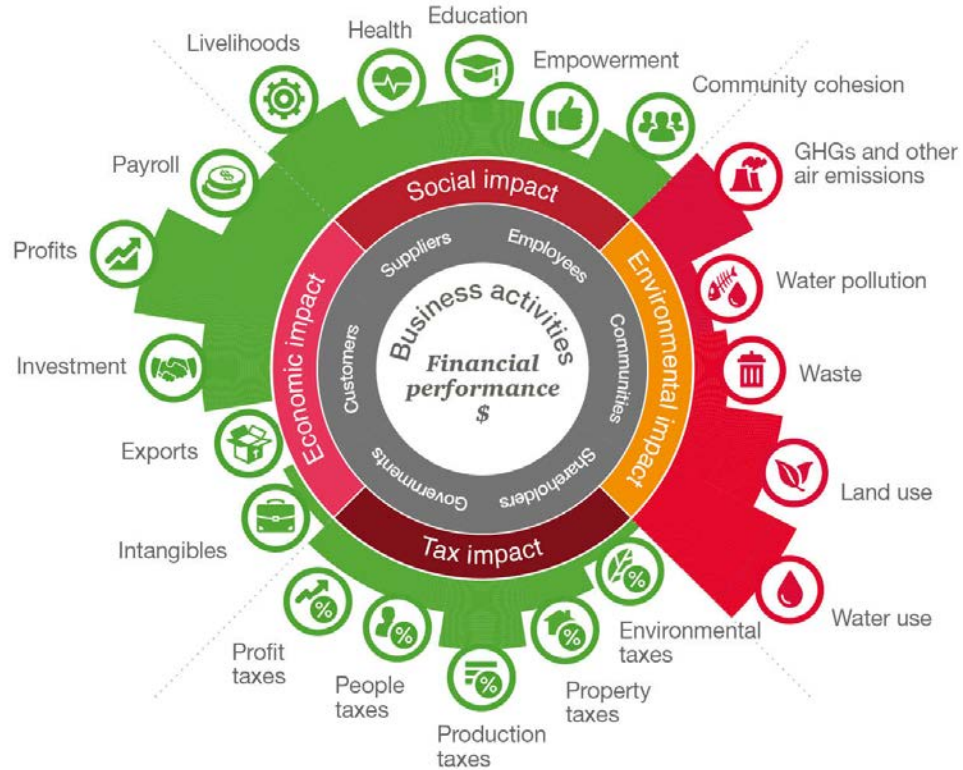 Education
Health
Livelihoods
Empowerment
Community cohesion
Payroll
GHGs and other
air emissions
Social impact
Profits
Suppliers
Employees
Water pollution
Business activities
Economic impact
Environmental impact
Customers
Communities
Investment
Financial
performance
$
Waste
Exports
Governments
Shareholders
Land use
Intangibles
Tax impact
Water use
Profit
taxes
People
taxes
Production
taxes
Property
taxes
Environmental
taxes
$
%
%
%
%
%